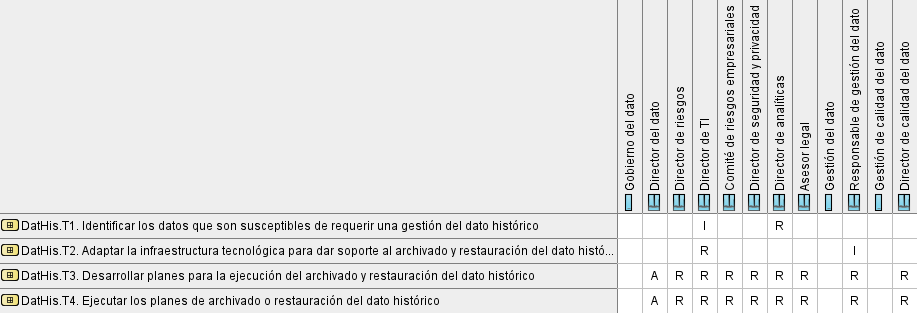 Gobierno del dato
Director del dato
Director de riesgos
Director de TI
Comité de riesgos empresariales
Director de seguridad y privacidad
Director de analíticas
Asesor legal
Gestión del dato
Responsable de gestión del dato
Gestión de calidad del dato
Director de calidad del dato
DatHis.T1. Identificar los datos que son susceptibles de requerir una gestión del dato histórico I R
DatHis.T2. Adaptar la infraestructura tecnológica para dar soporte al archivado y restauración del dato histó... R I
DatHis.T3. Desarrollar planes para la ejecución del archivado y restauración del dato histórico A R R R R R R R R
DatHis.T4. Ejecutar los planes de archivado o restauración del dato histórico A R R R R R R R R